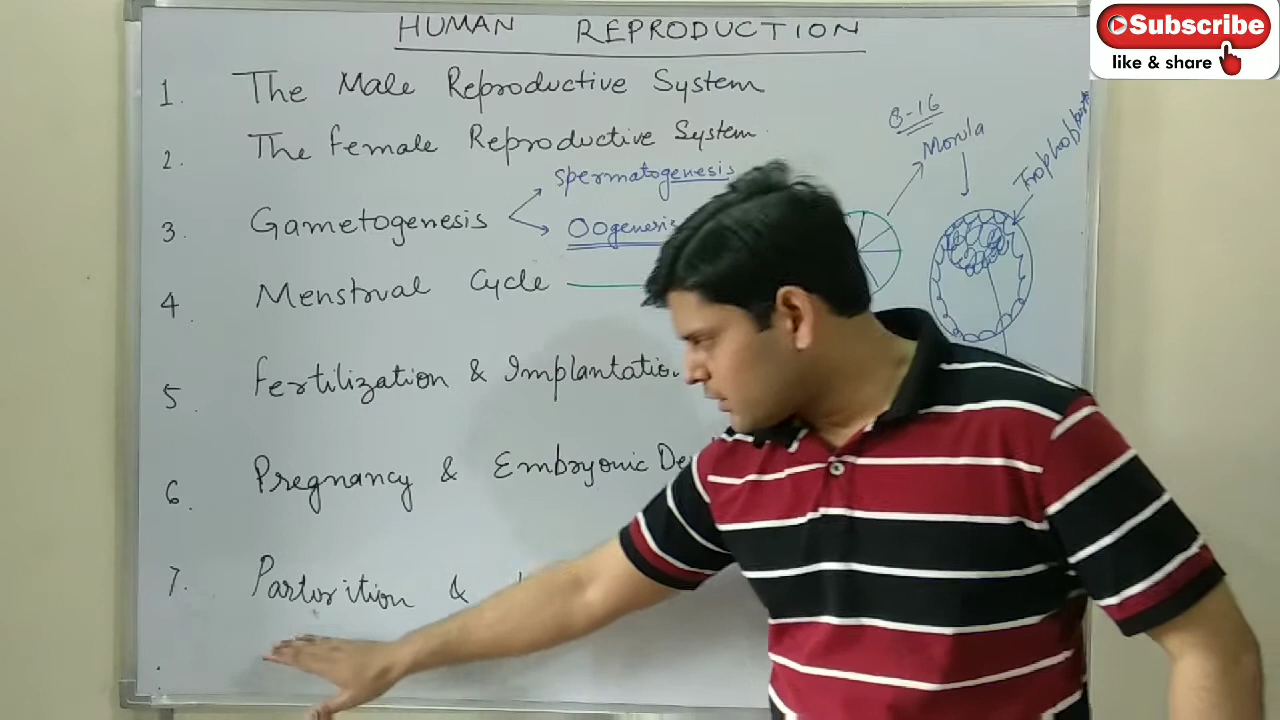 HUMAN REPRODUCTION
1. The Male Reproductive System
2. The female Reproductive System
3. Gametogenesis
spermatogenesis
Oogenesis
4. Menstrual Cycle
5. fertilization & Implantation
6. Pregnancy & Embryonic
7. Parturition &
8-16
Morula
Trophoblast
Subscribe
like & share